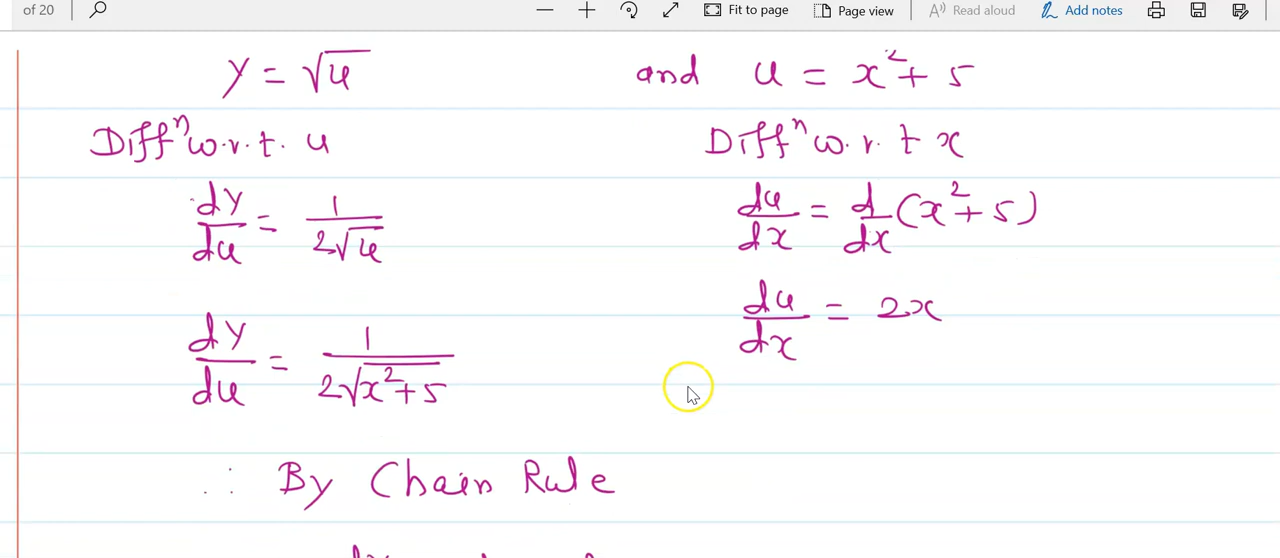 of 20 Fit to page Page view Read aloud Add notes
y = √u and u = x² + 5
Diffⁿ w.r.t. u Diffⁿ w.r.t x
dy/du = 1/(2√u) du/dx = d/dx (x² + 5)
du/dx = 2x
dy/du = 1/(2√(x² + 5))
∴ By Chain Rule